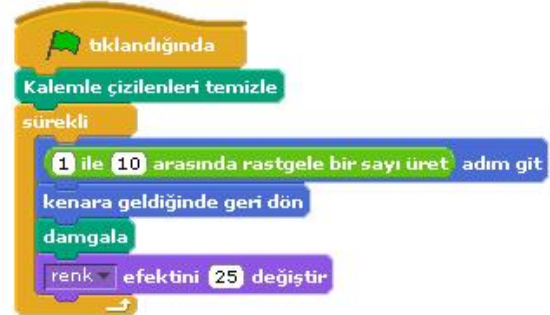 tıklandığında
Kalemle çizilenleri temizle
sürekli
1 ile 10 arasında rastgele bir sayı üret adım git
kenara geldiğinde geri dön
damgala
renk efektini 25 değiştir